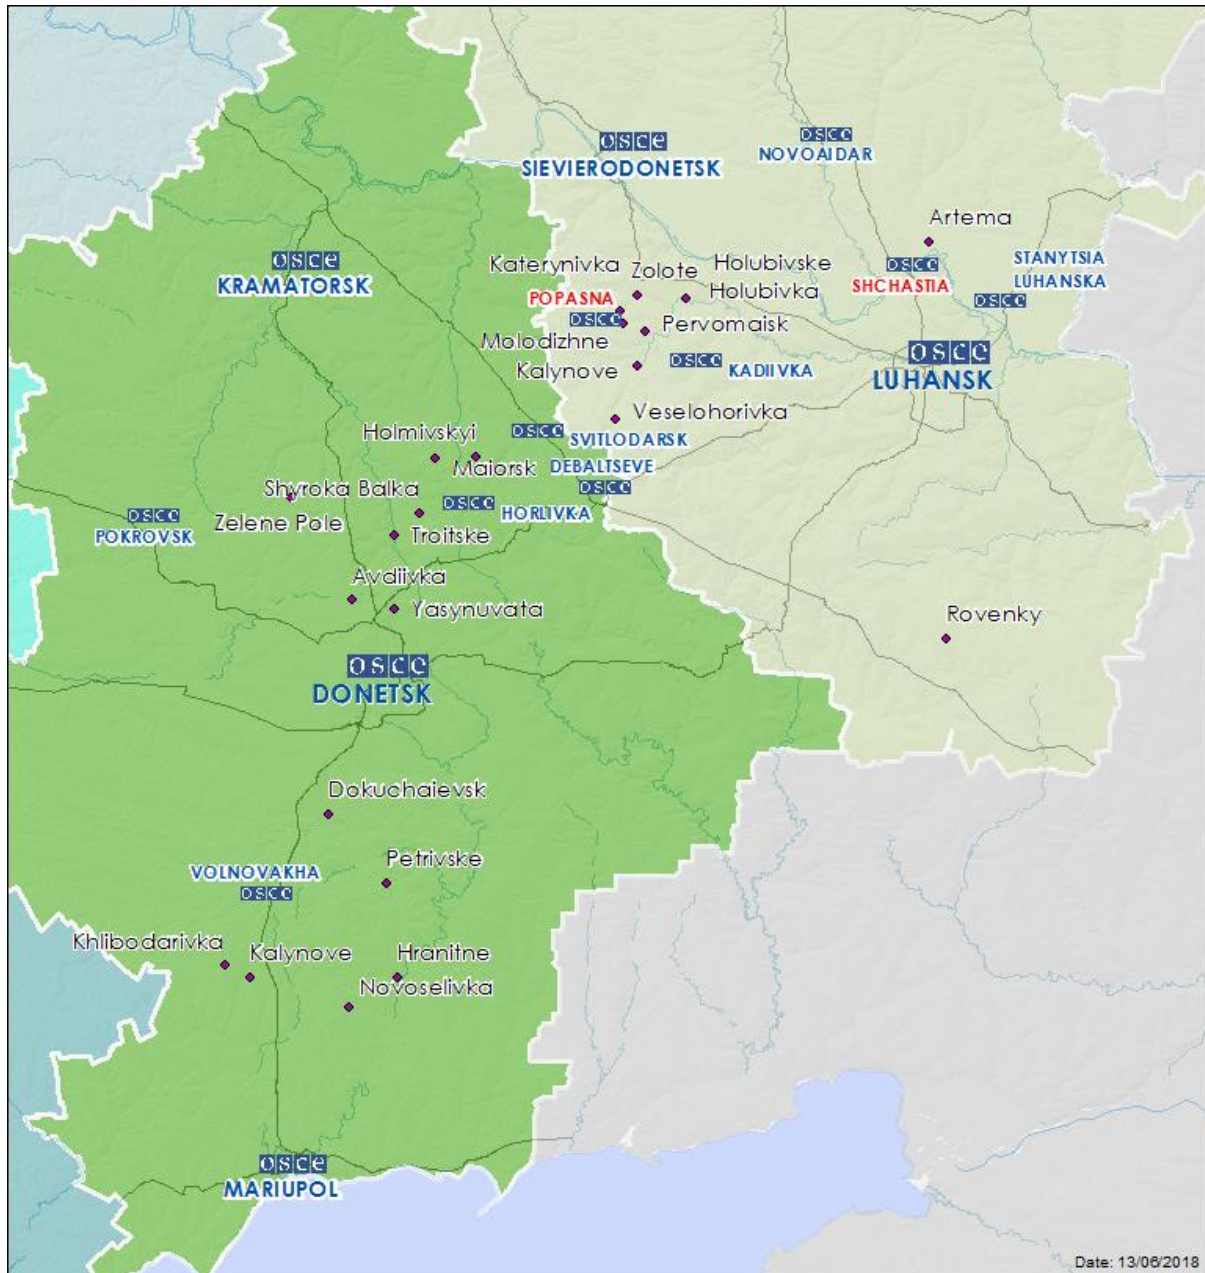 osce
SIEVIERODONETSK
osce
NOVOAIDAR
Artema
osce
KRAMATORSK
Katerynivka
Zolote
Holubivske
Holubivka
osce
SHCHASTIA
STANYTSIA
LUHANSKA
osce
POPASNA
osce
Molodizhne
Pervomaisk
Kalynove
osce
KADIIVKA
osce
LUHANSK
Veselohorivka
Holmivskyi
Maiorsk
osce
SVITLODARSK
DEBALTSEVE
osce
Shyroka Balka
osce
HORLIVKA
Zelene Pole
osce
POKROVSK
Troitske
Avdiivka
Yasynuvata
Rovenky
osce
DONETSK
Dokuchaievsk
Petrivske
VOLNOVAKHA
osce
Khlibodarivka
Kalynove
Hranitne
Novoselivka
osce
MARIUPOL
Date: 13/06/2018